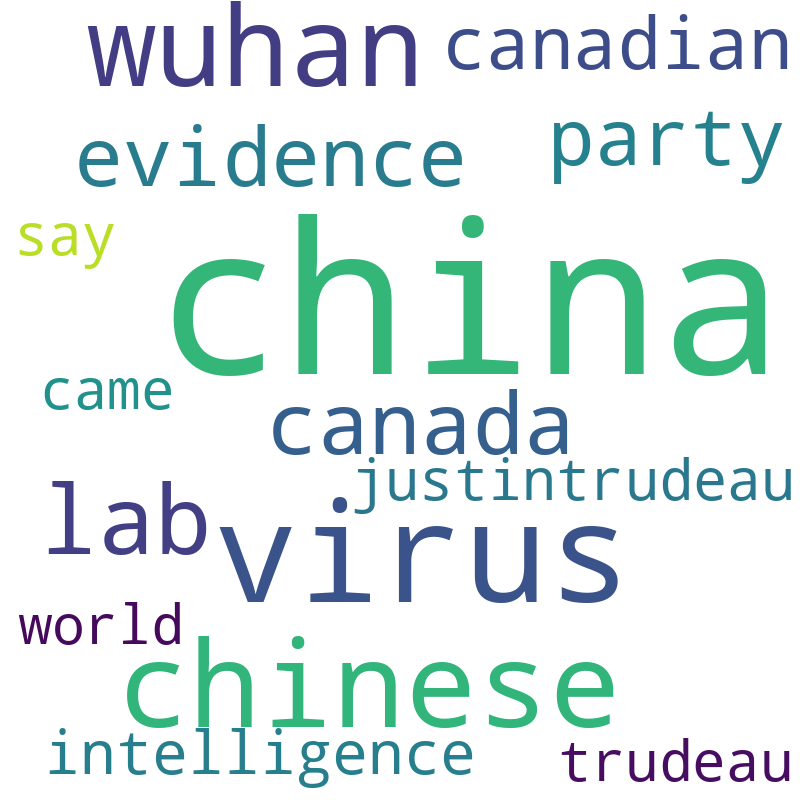 wuhan canadian
evidence party
say
china
came
canada
justintrudeau
lab virus
world
chinese
intelligence trudeau